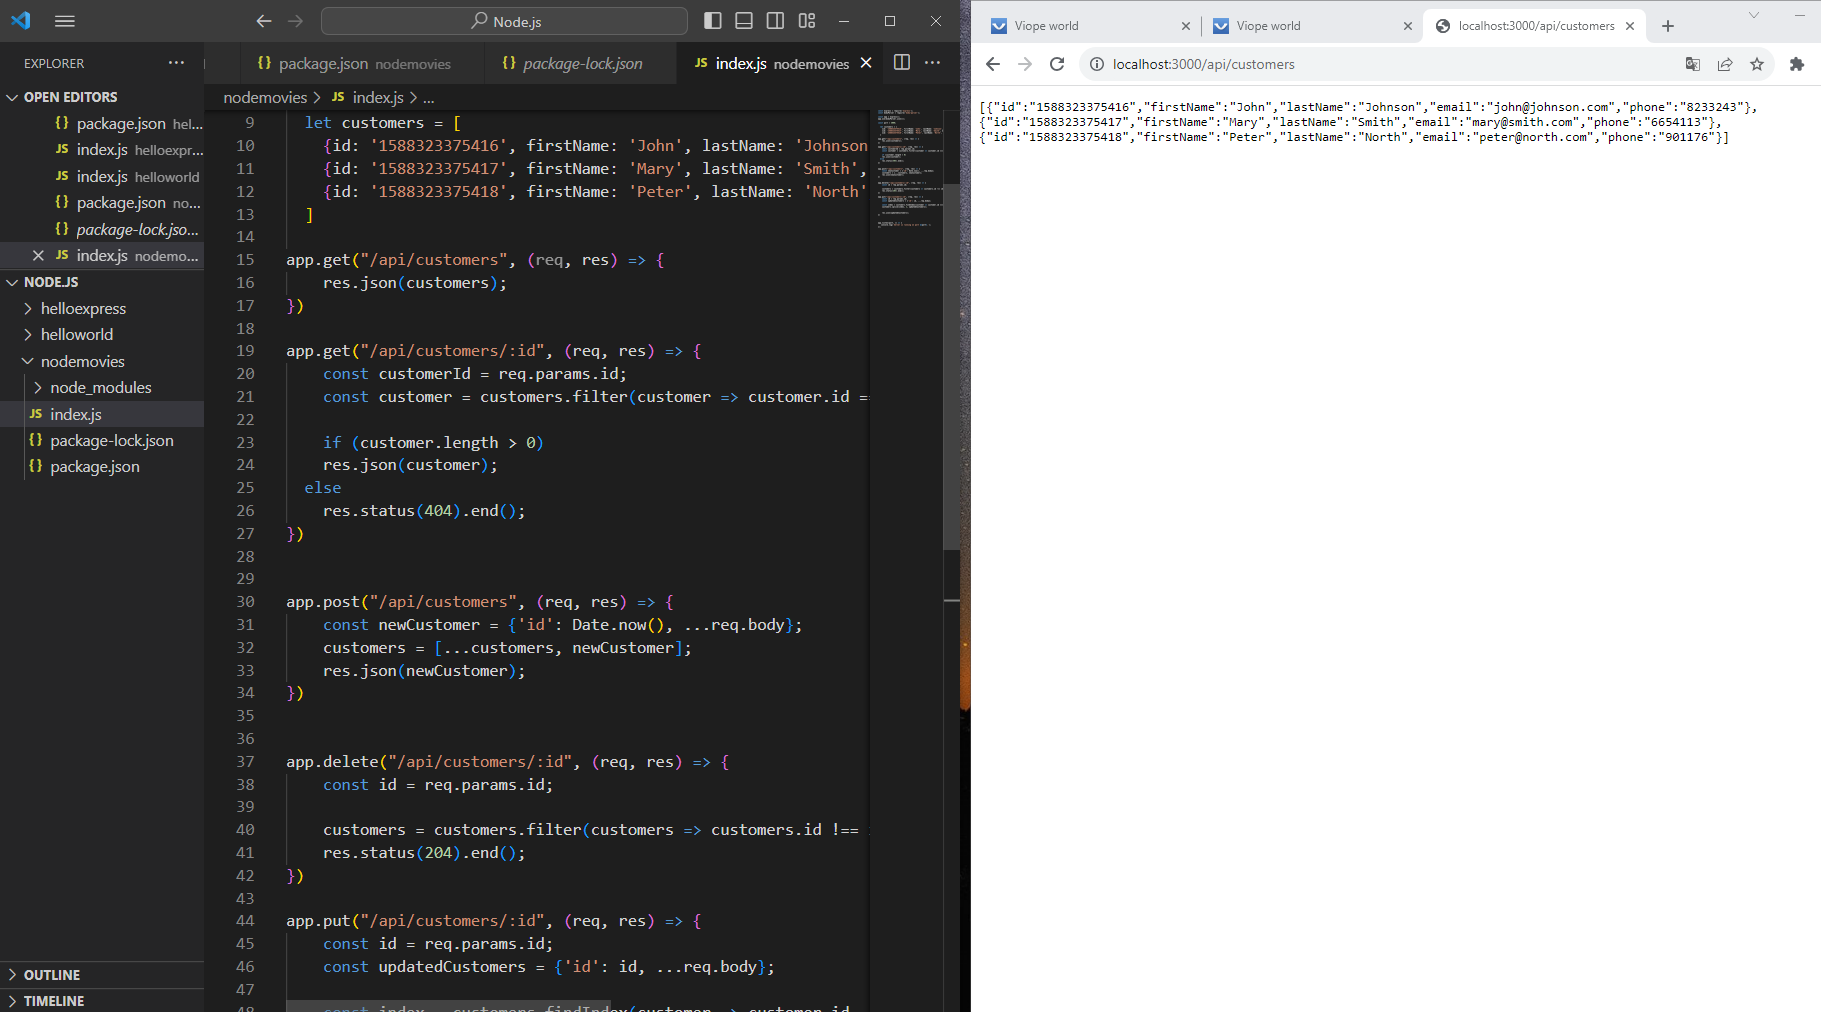 Node.js
EXPLORER
OPEN EDITORS
package.json hel...
index.js helloexpr...
index.js helloworld
package.json no...
package-lock.jso...
index.js nodemo...
NODE.JS
helloexpress
helloworld
nodemovies
node_modules
index.js
package-lock.json
package.json
OUTLINE
TIMELINE
package.json nodemovies
package-lock.json
index.js nodemovies
nodemovies > JS index.js > ...
9 let customers = [
10 {id: '1588323375416', firstName: 'John', lastName: 'Johnson
11 {id: '1588323375417', firstName: 'Mary', lastName: 'Smith',
12 {id: '1588323375418', firstName: 'Peter', lastName: 'North'
13 ]
14
15 app.get("/api/customers", (req, res) => {
16 res.json(customers);
17 })
18
19 app.get("/api/customers/:id", (req, res) => {
20 const customerId = req.params.id;
21 const customer = customers.filter(customer => customer.id ==
22
23 if (customer.length > 0)
24 res.json(customer);
25 else
26 res.status(404).end();
27 })
28
29
30 app.post("/api/customers", (req, res) => {
31 const newCustomer = {'id': Date.now(), ...req.body};
32 customers = [...customers, newCustomer];
33 res.json(newCustomer);
34 })
35
36
37 app.delete("/api/customers/:id", (req, res) => {
38 const id = req.params.id;
39
40 customers = customers.filter(customers => customers.id !==
41 res.status(204).end();
42 })
43
44 app.put("/api/customers/:id", (req, res) => {
45 const id = req.params.id;
46 const updatedCustomers = {'id': id, ...req.body};
47
48 const index = customers.findIndex(customer => customer.id
Viope world
Viope world
localhost:3000/api/customers
localhost:3000/api/customers
[{"id":"1588323375416","firstName":"John","lastName":"Johnson","email":"john@johnson.com","phone":"8233243"},
{"id":"1588323375417","firstName":"Mary","lastName":"Smith","email":"mary@smith.com","phone":"6654113"},
{"id":"1588323375418","firstName":"Peter","lastName":"North","email":"peter@north.com","phone":"901176"}]